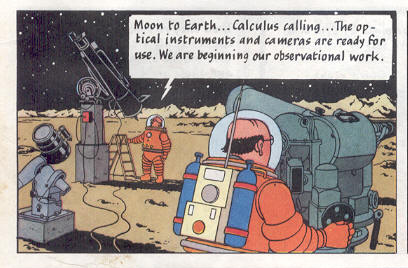 Moon to Earth... Calculus calling... The op-
tical instruments and cameras are ready for
use. We are beginning our observational work.